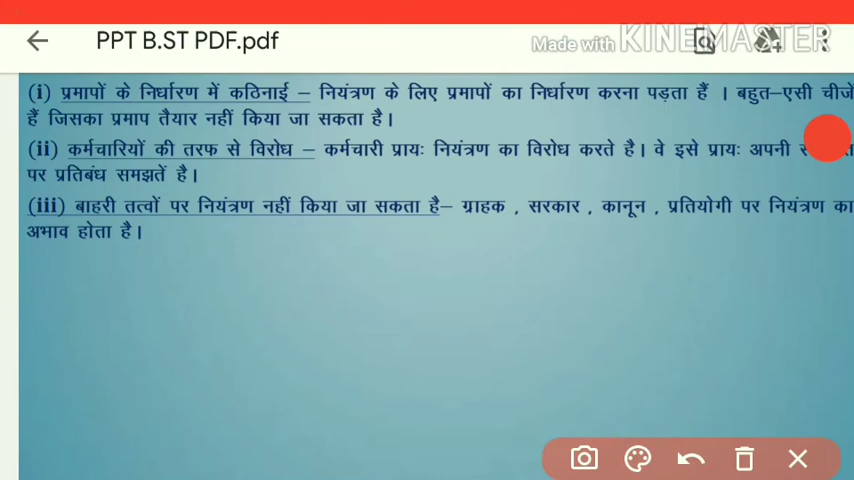 PPT B.ST PDF.pdf
Made with KINEMASTER
(i) प्रमापों के निर्धारण में कठिनाई – नियंत्रण के लिए प्रमापों का निर्धारण करना पड़ता हैं । बहुत–एसी चीजें
हैं जिसका प्रमाप तैयार नहीं किया जा सकता है।
(ii) कर्मचारियों की तरफ से विरोध – कर्मचारी प्रायः नियंत्रण का विरोध करते है। वे इसे प्रायः अपनी
पर प्रतिबंध समझतें है।
(iii) बाहरी तत्वों पर नियंत्रण नहीं किया जा सकता है– ग्राहक , सरकार , कानून , प्रतियोगी पर नियंत्रण का
अभाव होता है।